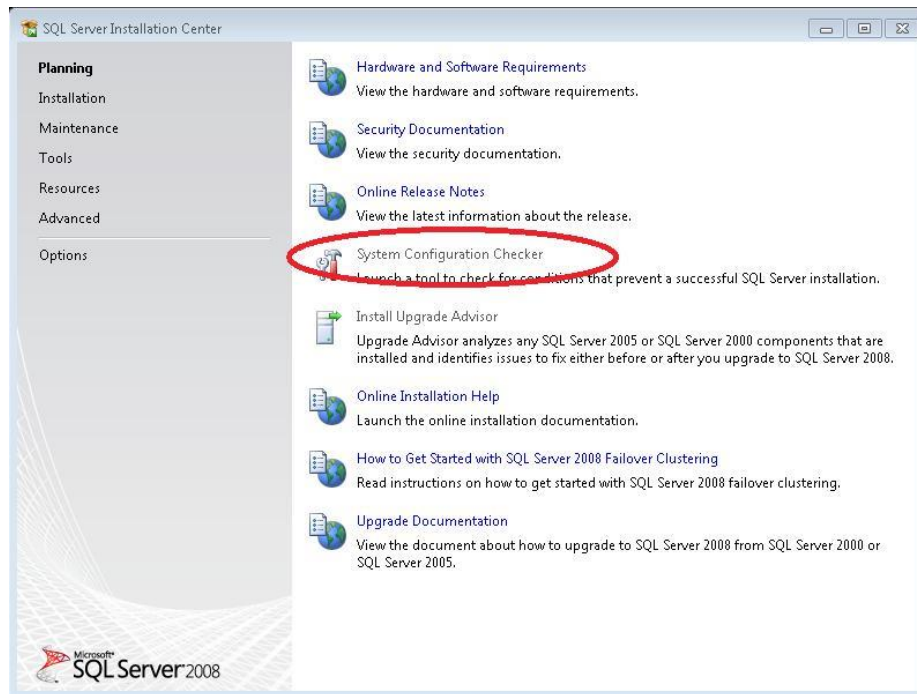 SQL Server Installation Center
Planning
Installation
Maintenance
Tools
Resources
Advanced
Options
Hardware and Software Requirements
View the hardware and software requirements.
Security Documentation
View the security documentation.
Online Release Notes
View the latest information about the release.
System Configuration Checker
Launch a tool to check for conditions that prevent a successful SQL Server installation.
Install Upgrade Advisor
Upgrade Advisor analyzes any SQL Server 2005 or SQL Server 2000 components that are
installed and identifies issues to fix either before or after you upgrade to SQL Server 2008.
Online Installation Help
Launch the online installation documentation.
How to Get Started with SQL Server 2008 Failover Clustering
Read instructions on how to get started with SQL Server 2008 failover clustering.
Upgrade Documentation
View the document about how to upgrade to SQL Server 2008 from SQL Server 2000 or
SQL Server 2005.
Microsoft®
SQL Server 2008